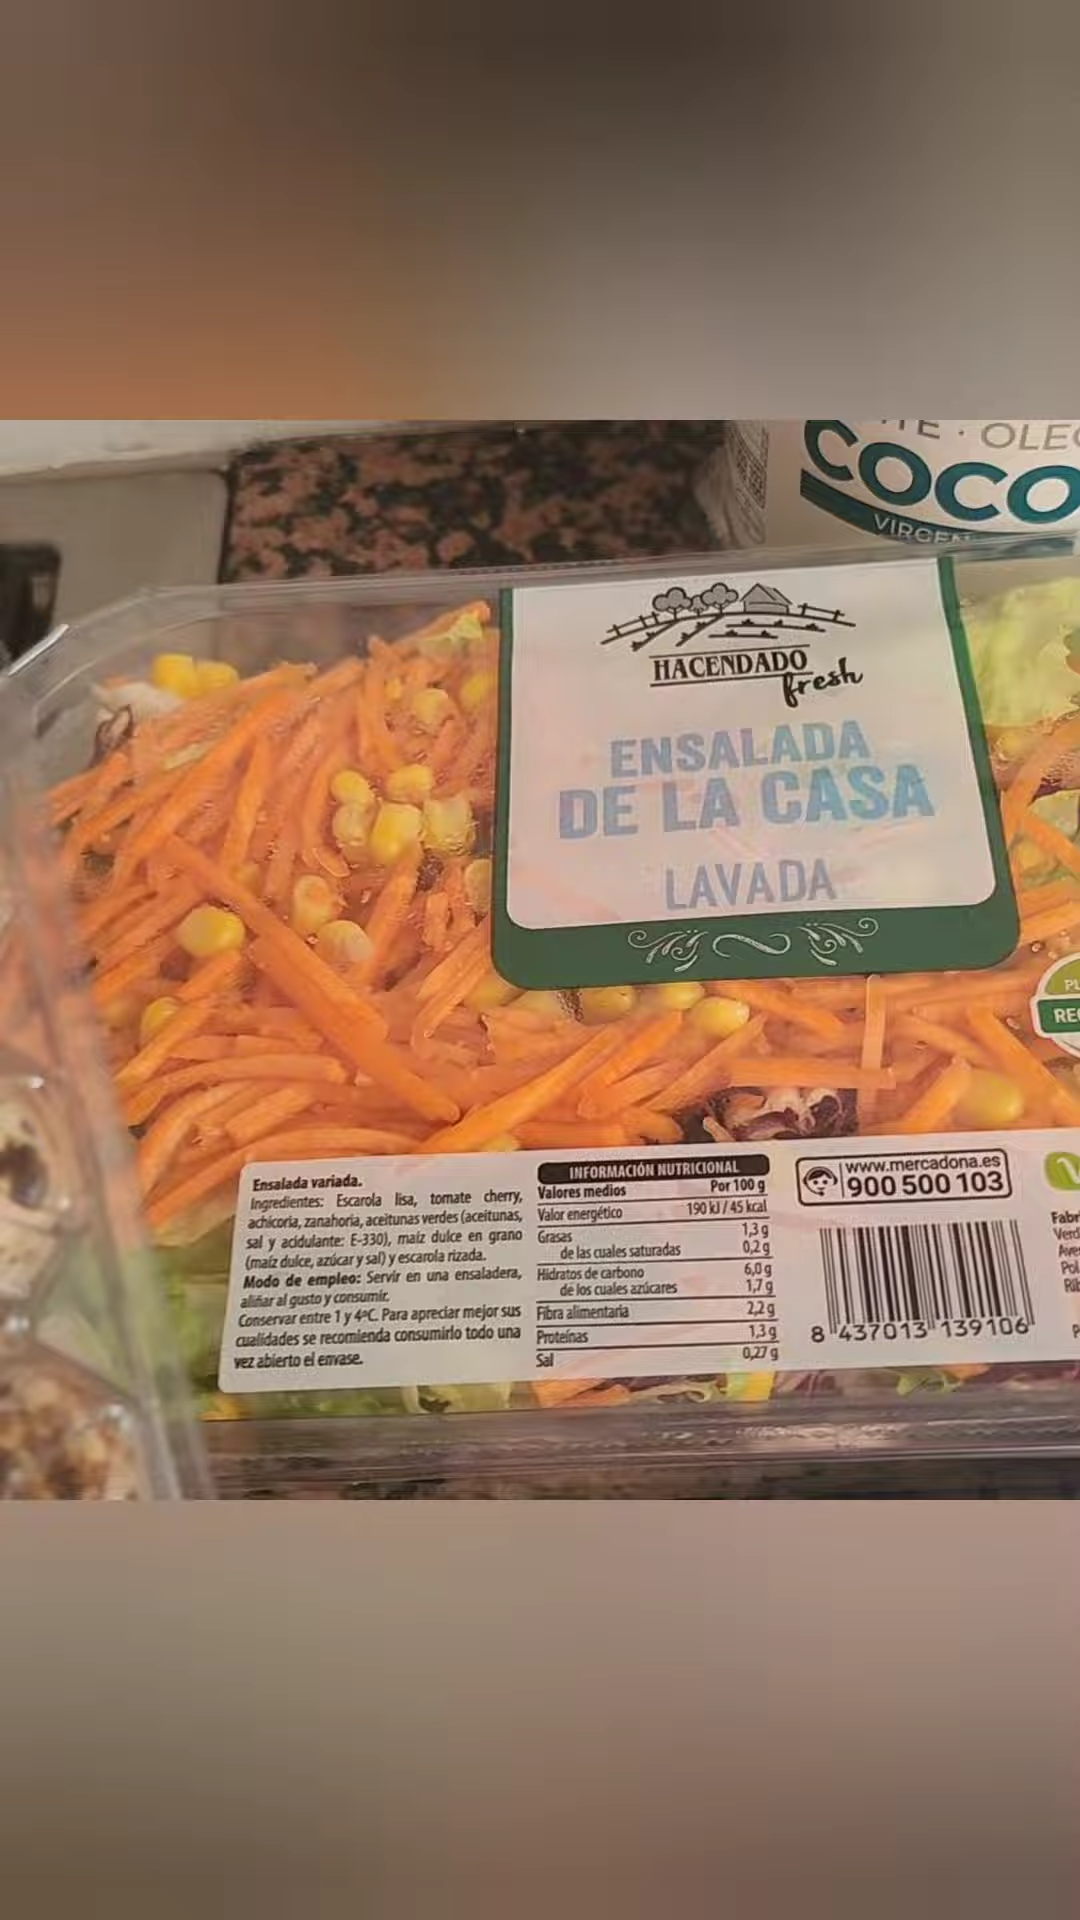 COCO
HACENDADO
fresh
ENSALADA
DE LA CASA
LAVADA
Ensalada variada.
Ingredientes: Escarola lisa, tomate cherry,
achicoria, zanahoria, aceitunas verdes (aceitunas,
sal y acidulante: E-330), maíz dulce en grano
(maíz dulce, azúcar y sal) y escarola rizada.
Modo de empleo: Servir en una ensaladera,
aliñar al gusto y consumir.
Conservar entre 1 y 4ºC. Para apreciar mejor sus
cualidades se recomienda consumirlo todo una
vez abierto el envase.
INFORMACIÓN NUTRICIONAL
Valores medios Por 100 g
Valor energético 190 kJ / 45 kcal
Grasas 1,3 g
de las cuales saturadas 0,2 g
Hidratos de carbono 6,0 g
de los cuales azúcares 1,7 g
Fibra alimentaria 2,2 g
Proteínas 1,3 g
Sal 0,27 g
www.mercadona.es
900 500 103
8 437013 139106